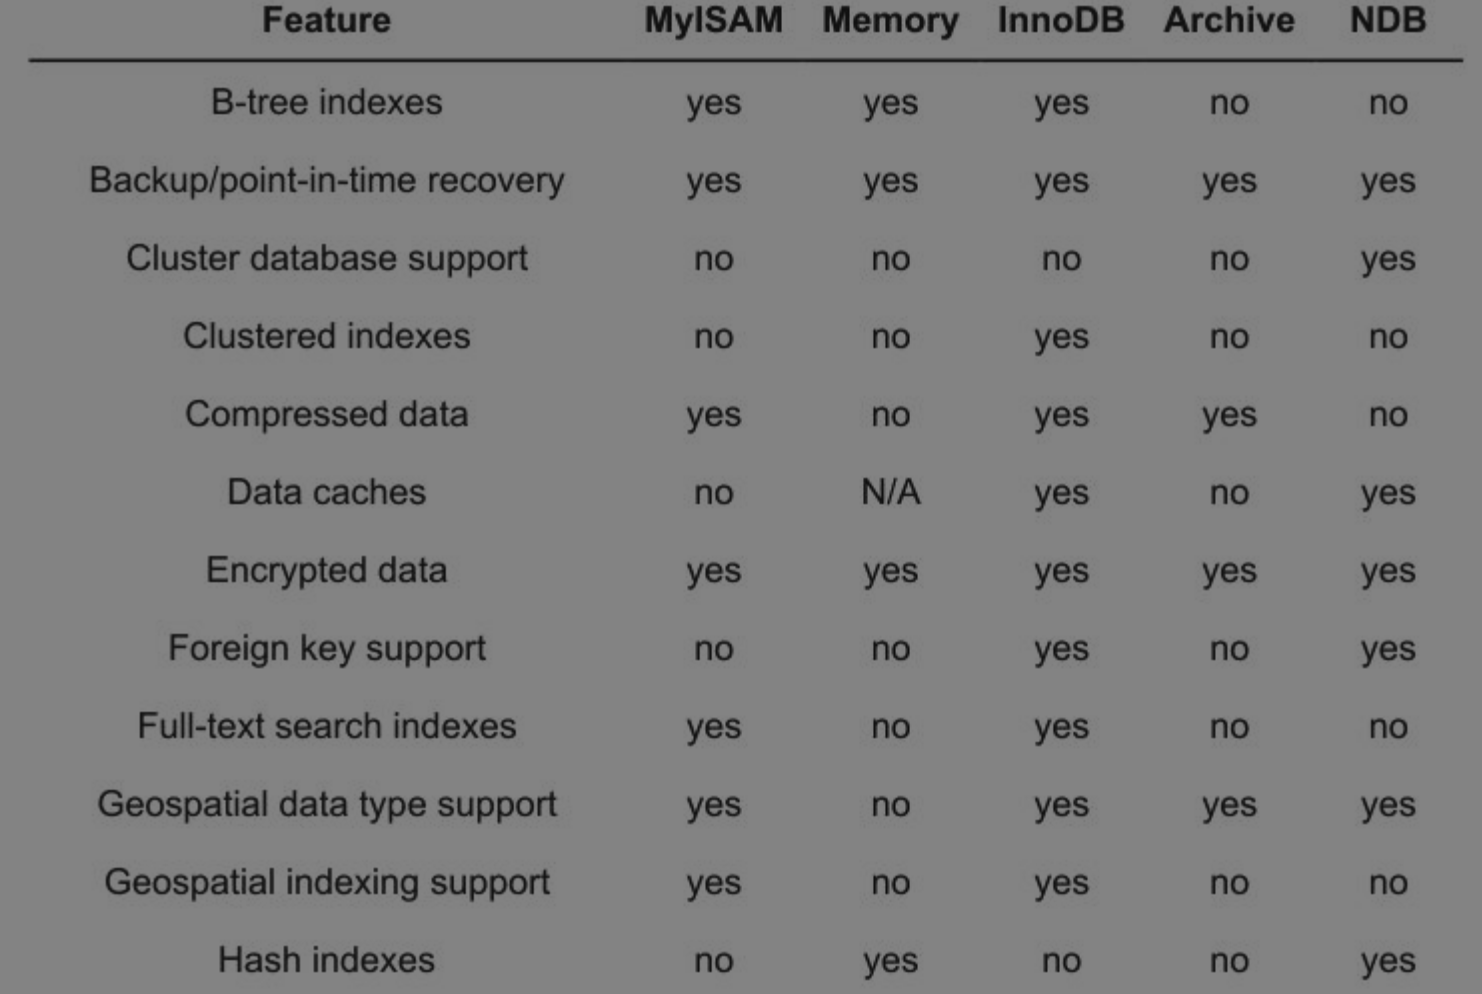 Feature MyISAM Memory InnoDB Archive NDB
B-tree indexes yes yes yes no no
Backup/point-in-time recovery yes yes yes yes yes
Cluster database support no no no no yes
Clustered indexes no no yes no no
Compressed data yes no yes yes no
Data caches no N/A yes no yes
Encrypted data yes yes yes yes yes
Foreign key support no no yes no yes
Full-text search indexes yes no yes no no
Geospatial data type support yes no yes yes yes
Geospatial indexing support yes no yes no no
Hash indexes no yes no no yes